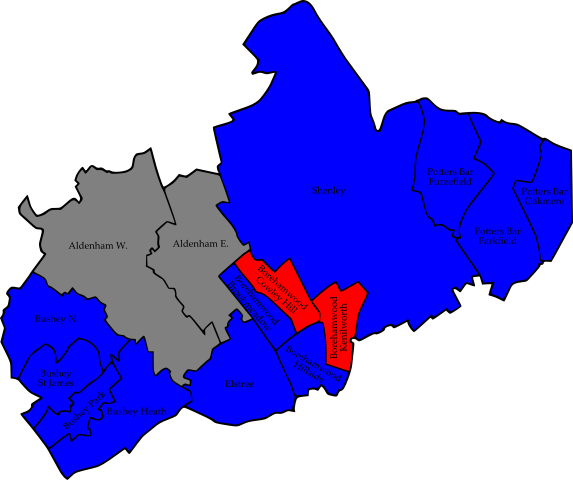 Shenley
Potters Bar
Furzefield
Potters Bar
Oakmere
Potters Bar
Parkfield
Aldenham W.
Aldenham E.
Borehamwood
Cowley Hill
Borehamwood
Brookmeadow
Borehamwood
Kenilworth
Borehamwood
Hillside
Bushey N.
Bushey
St James
Bushey Park
Bushey Heath
Elstree